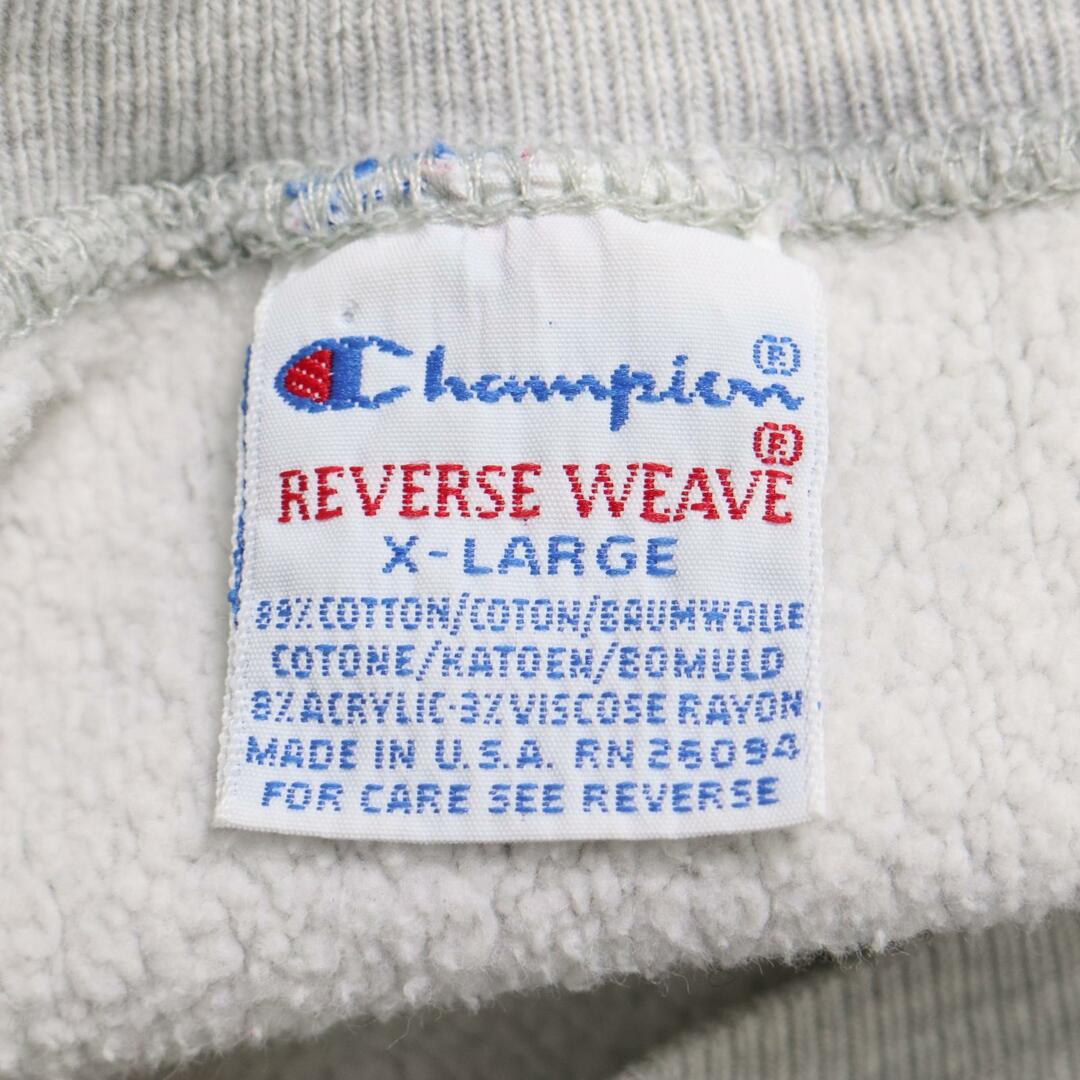 Champion®
REVERSE WEAVE®
X-LARGE
89% COTTON/COTON/BAUMWOLLE
COTONE/KATOEN/BOMULD
8% ACRYLIC-3% VISCOSE RAYON
MADE IN U.S.A. RN 26094
FOR CARE SEE REVERSE